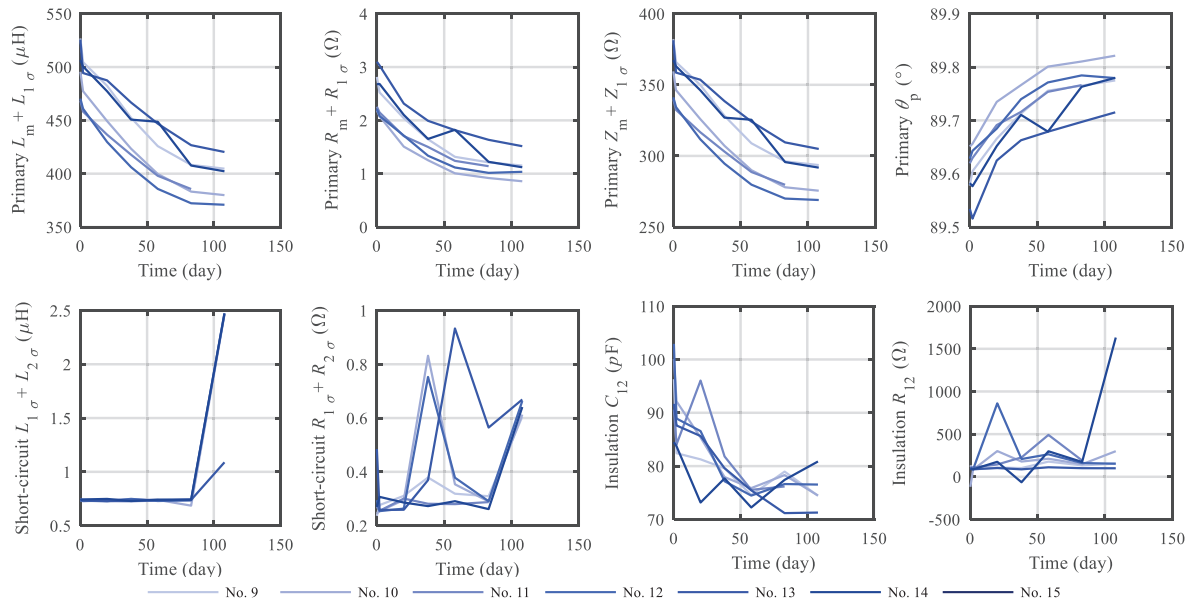 Primary L_m + L_1σ (μH)
550
500
450
400
350
0 50 100 150
Time (day)
Primary R_m + R_1σ (Ω)
4
3
2
1
0
0 50 100 150
Time (day)
Primary Z_m + Z_1σ (Ω)
400
350
300
250
0 50 100 150
Time (day)
Primary θ_p (°)
89.9
89.8
89.7
89.6
89.5
0 50 100 150
Time (day)
Short-circuit L_1σ + L_2σ (μH)
2.5
2
1.5
1
0.5
0 50 100 150
Time (day)
Short-circuit R_1σ + R_2σ (Ω)
1
0.8
0.6
0.4
0.2
0 50 100 150
Time (day)
Insulation C_12 (pF)
110
100
90
80
70
0 50 100 150
Time (day)
Insulation R_12 (Ω)
2000
1500
1000
500
0
-500
0 50 100 150
Time (day)
No. 9 No. 10 No. 11 No. 12 No. 13 No. 14 No. 15